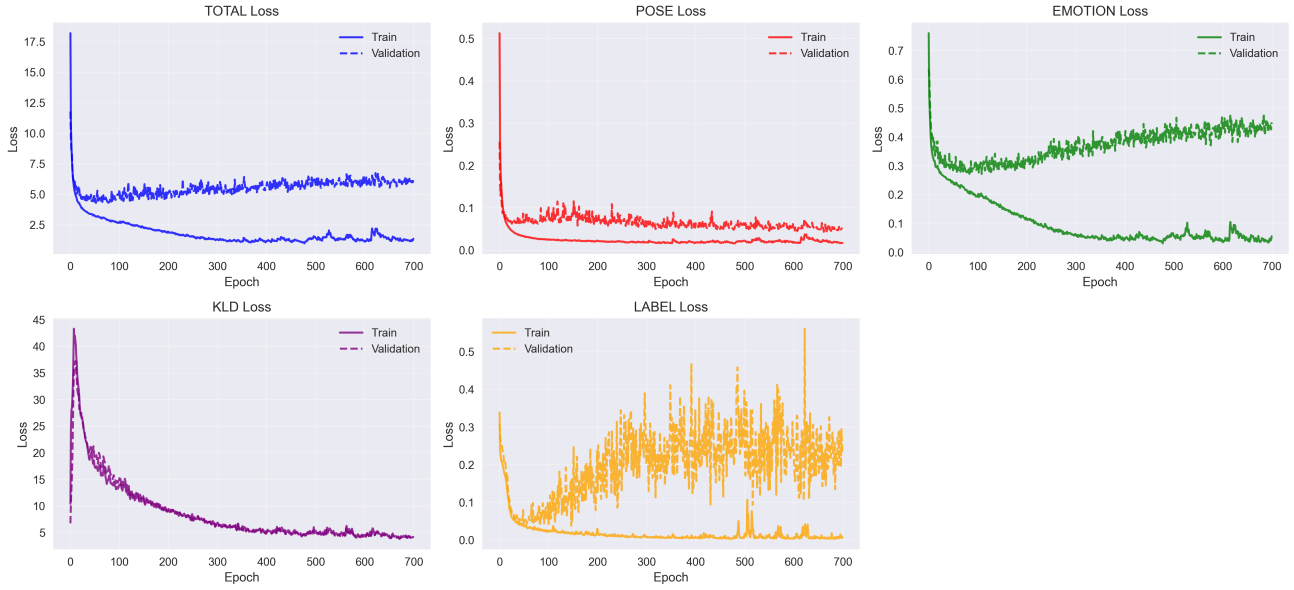 TOTAL Loss
17.5
15.0
12.5
10.0
7.5
5.0
2.5
Loss
Train
Validation
0 100 200 300 400 500 600 700
Epoch
POSE Loss
0.5
0.4
0.3
0.2
0.1
0.0
Loss
Train
Validation
0 100 200 300 400 500 600 700
Epoch
EMOTION Loss
0.7
0.6
0.5
0.4
0.3
0.2
0.1
0.0
Loss
Train
Validation
0 100 200 300 400 500 600 700
Epoch
KLD Loss
45
40
35
30
25
20
15
10
5
Loss
Train
Validation
0 100 200 300 400 500 600 700
Epoch
LABEL Loss
0.5
0.4
0.3
0.2
0.1
0.0
Loss
Train
Validation
0 100 200 300 400 500 600 700
Epoch